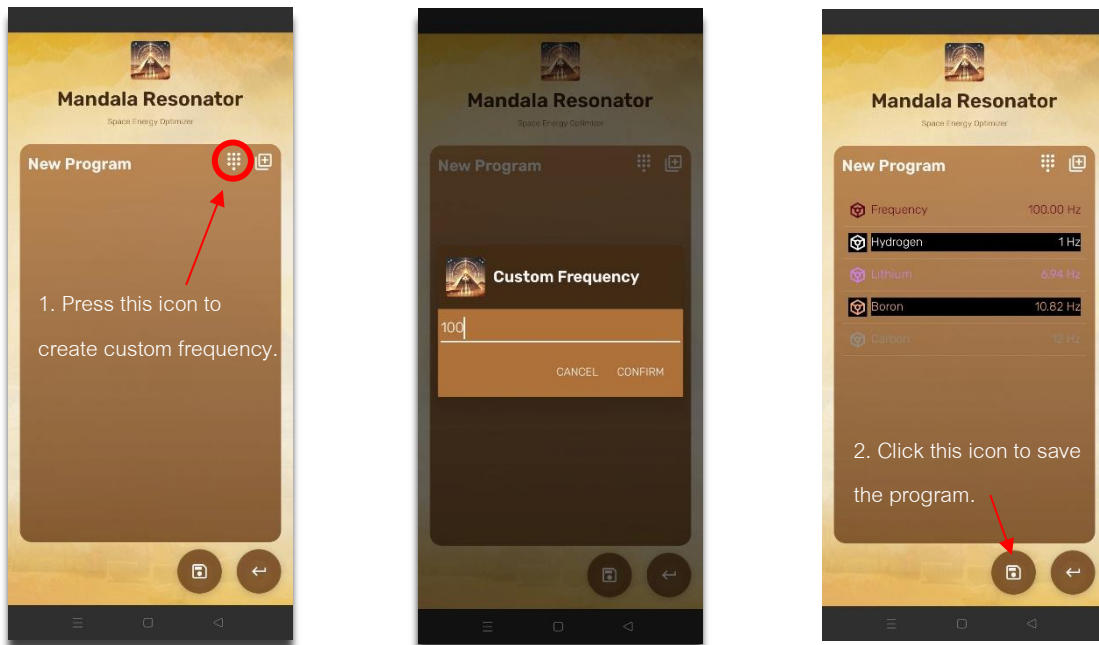 Mandala Resonator
Space Energy Optimizer
New Program
1. Press this icon to
create custom frequency.
Mandala Resonator
Space Energy Optimizer
New Program
Custom Frequency
100
CANCEL CONFIRM
Mandala Resonator
Space Energy Optimizer
New Program
Frequency 100.00 Hz
Hydrogen 1 Hz
Lithium 6.94 Hz
Boron 10.82 Hz
Carbon 12 Hz
2. Click this icon to save
the program.